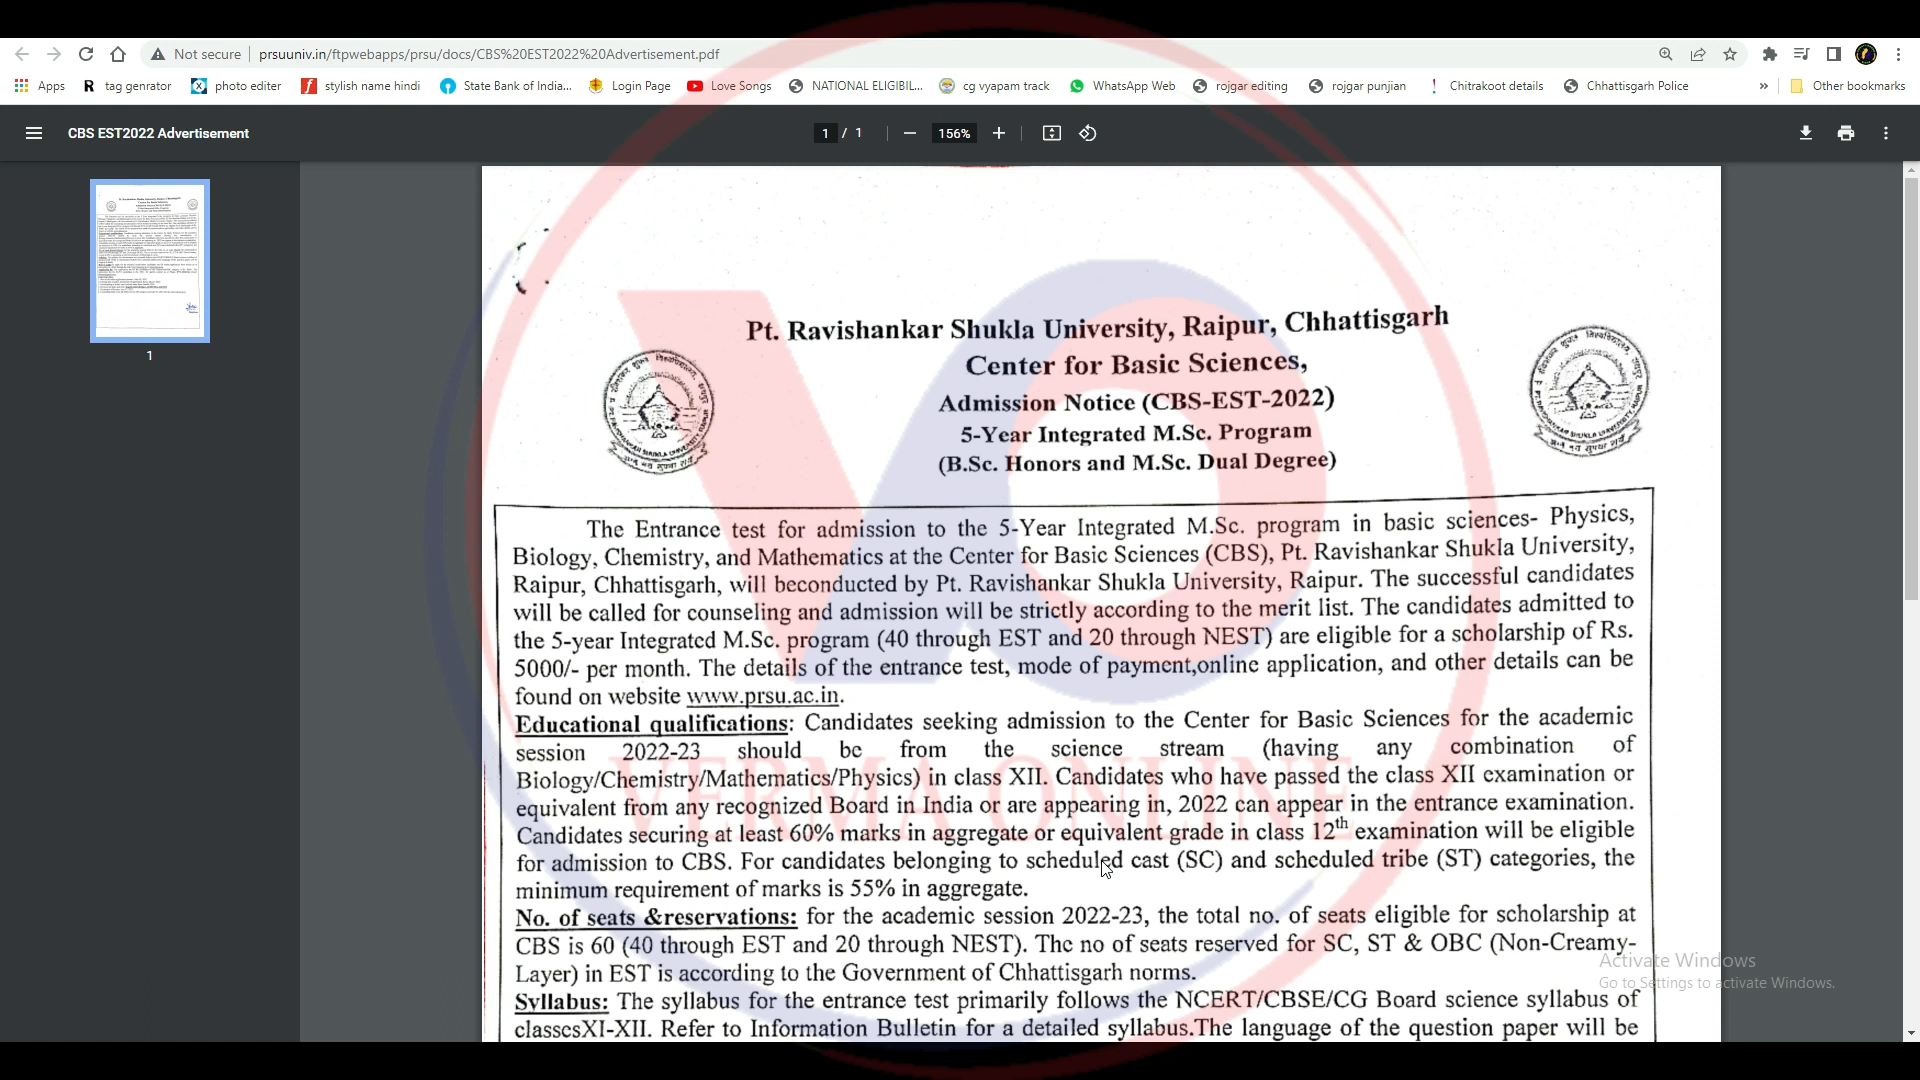 Not secure | prsuuniv.in/ftpwebapps/prsu/docs/CBS%20EST2022%20Advertisement.pdf
Apps R tag genrator photo editer stylish name hindi State Bank of India... Login Page Love Songs NATIONAL ELIGIBIL... cg vyapam track WhatsApp Web rojgar editing rojgar punjian Chitrakoot details Chhattisgarh Police » Other bookmarks
CBS EST2022 Advertisement 1 / 1 156%
1
Pt. Ravishankar Shukla University, Raipur, Chhattisgarh
Center for Basic Sciences,
Admission Notice (CBS-EST-2022)
5-Year Integrated M.Sc. Program
(B.Sc. Honors and M.Sc. Dual Degree)
The Entrance test for admission to the 5-Year Integrated M.Sc. program in basic sciences- Physics,
Biology, Chemistry, and Mathematics at the Center for Basic Sciences (CBS), Pt. Ravishankar Shukla University,
Raipur, Chhattisgarh, will beconducted by Pt. Ravishankar Shukla University, Raipur. The successful candidates
will be called for counseling and admission will be strictly according to the merit list. The candidates admitted to
the 5-year Integrated M.Sc. program (40 through EST and 20 through NEST) are eligible for a scholarship of Rs.
5000/- per month. The details of the entrance test, mode of payment,online application, and other details can be
found on website www.prsu.ac.in.
Educational qualifications: Candidates seeking admission to the Center for Basic Sciences for the academic
session 2022-23 should be from the science stream (having any combination of
Biology/Chemistry/Mathematics/Physics) in class XII. Candidates who have passed the class XII examination or
equivalent from any recognized Board in India or are appearing in, 2022 can appear in the entrance examination.
Candidates securing at least 60% marks in aggregate or equivalent grade in class 12th examination will be eligible
for admission to CBS. For candidates belonging to scheduled cast (SC) and scheduled tribe (ST) categories, the
minimum requirement of marks is 55% in aggregate.
No. of seats &reservations: for the academic session 2022-23, the total no. of seats eligible for scholarship at
CBS is 60 (40 through EST and 20 through NEST). The no of seats reserved for SC, ST & OBC (Non-Creamy-
Layer) in EST is according to the Government of Chhattisgarh norms.
Syllabus: The syllabus for the entrance test primarily follows the NCERT/CBSE/CG Board science syllabus of
classesXI-XII. Refer to Information Bulletin for a detailed syllabus.The language of the question paper will be
VERMA ONLINE
Activate Windows
Go to Settings to activate Windows.